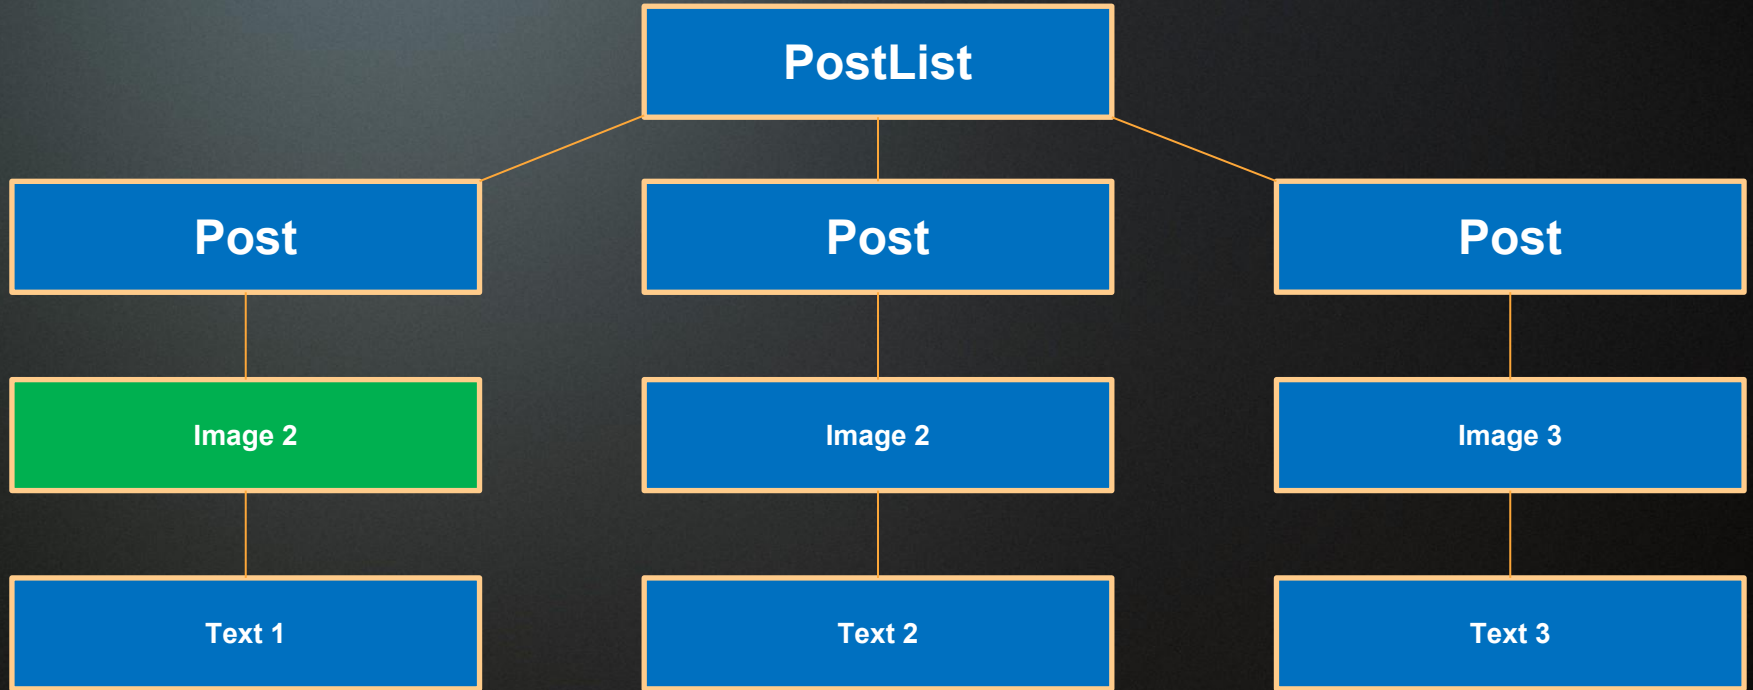 PostList
Post
Post
Post
Image 2
Image 2
Image 3
Text 1
Text 2
Text 3